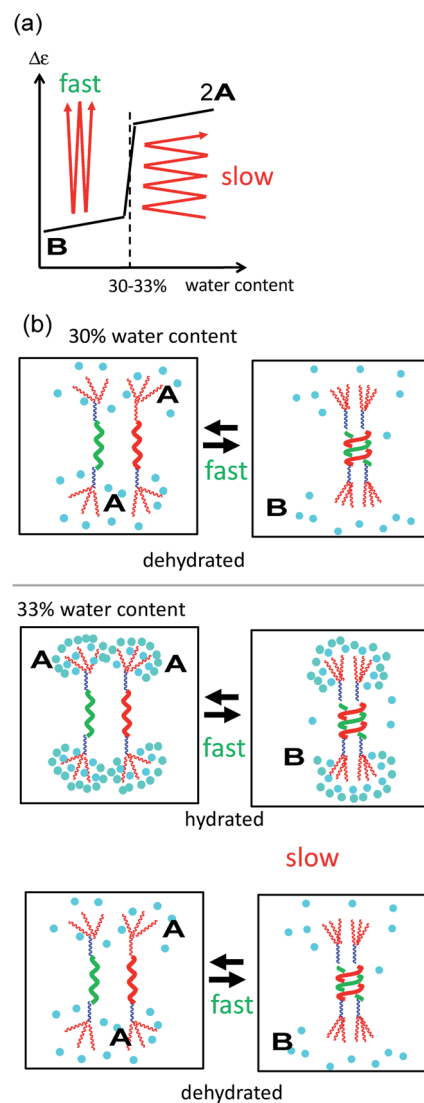 (a)
Δε
fast
2A
slow
B
30-33% water content
(b)
30% water content
A
A
fast
B
dehydrated
33% water content
A
A
fast
B
hydrated
slow
A
A
fast
B
dehydrated